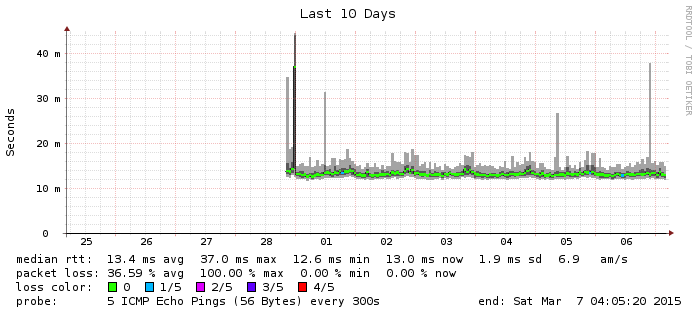 Last 10 Days
RRDTOOL / TOBI OETIKER
Seconds
40 m
30 m
20 m
10 m
0
25 26 27 28 01 02 03 04 05 06
median rtt: 13.4 ms avg 37.0 ms max 12.6 ms min 13.0 ms now 1.9 ms sd 6.9 am/s
packet loss: 36.59 % avg 100.00 % max 0.00 % min 0.00 % now
loss color: 0 1/5 2/5 3/5 4/5
probe: 5 ICMP Echo Pings (56 Bytes) every 300s end: Sat Mar 7 04:05:20 2015